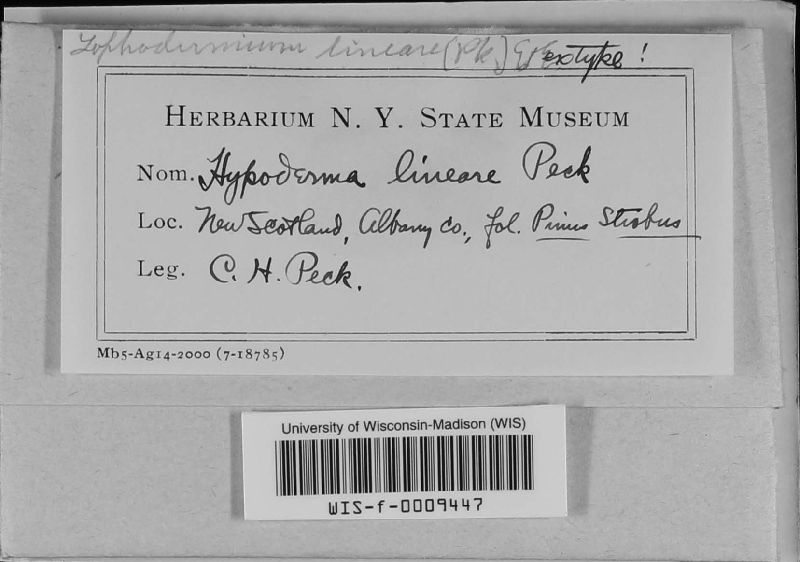 Lophodermium lineare (Pk.) extype!
HERBARIUM N. Y. STATE MUSEUM
Nom. Hypoderma lineare Peck
Loc. New Scotland, Albany Co., fol. Pinus Strobus
Leg. C. H. Peck.
Mb5-Ag14-2000 (7-18785)
University of Wisconsin-Madison (WIS)
WIS-f-0009447